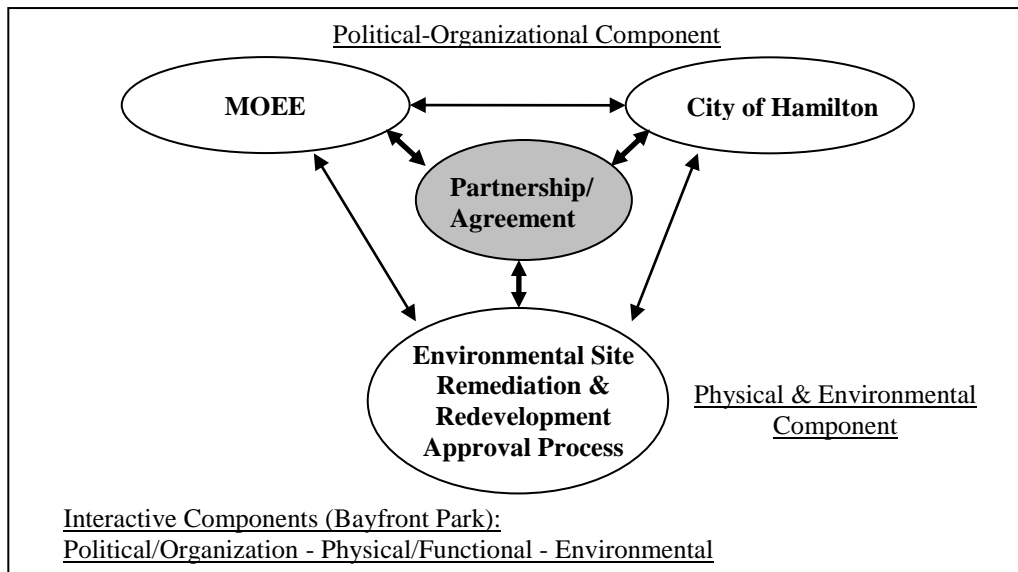 Political-Organizational Component
MOEE
City of Hamilton
Partnership/
Agreement
Environmental Site
Remediation &
Redevelopment
Approval Process
Physical & Environmental
Component
Interactive Components (Bayfront Park):
Political/Organization - Physical/Functional - Environmental